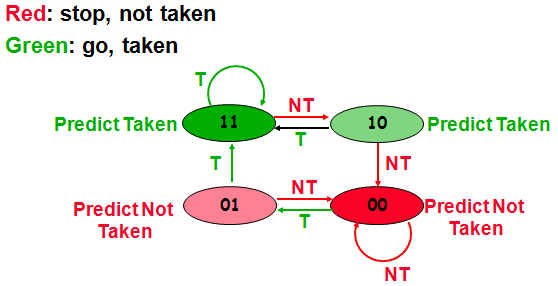 Red: stop, not taken
Green: go, taken
T
NT
Predict Taken
11
10
Predict Taken
T
T
NT
Predict Not
Taken
01
NT
00
Predict Not
Taken
T
NT